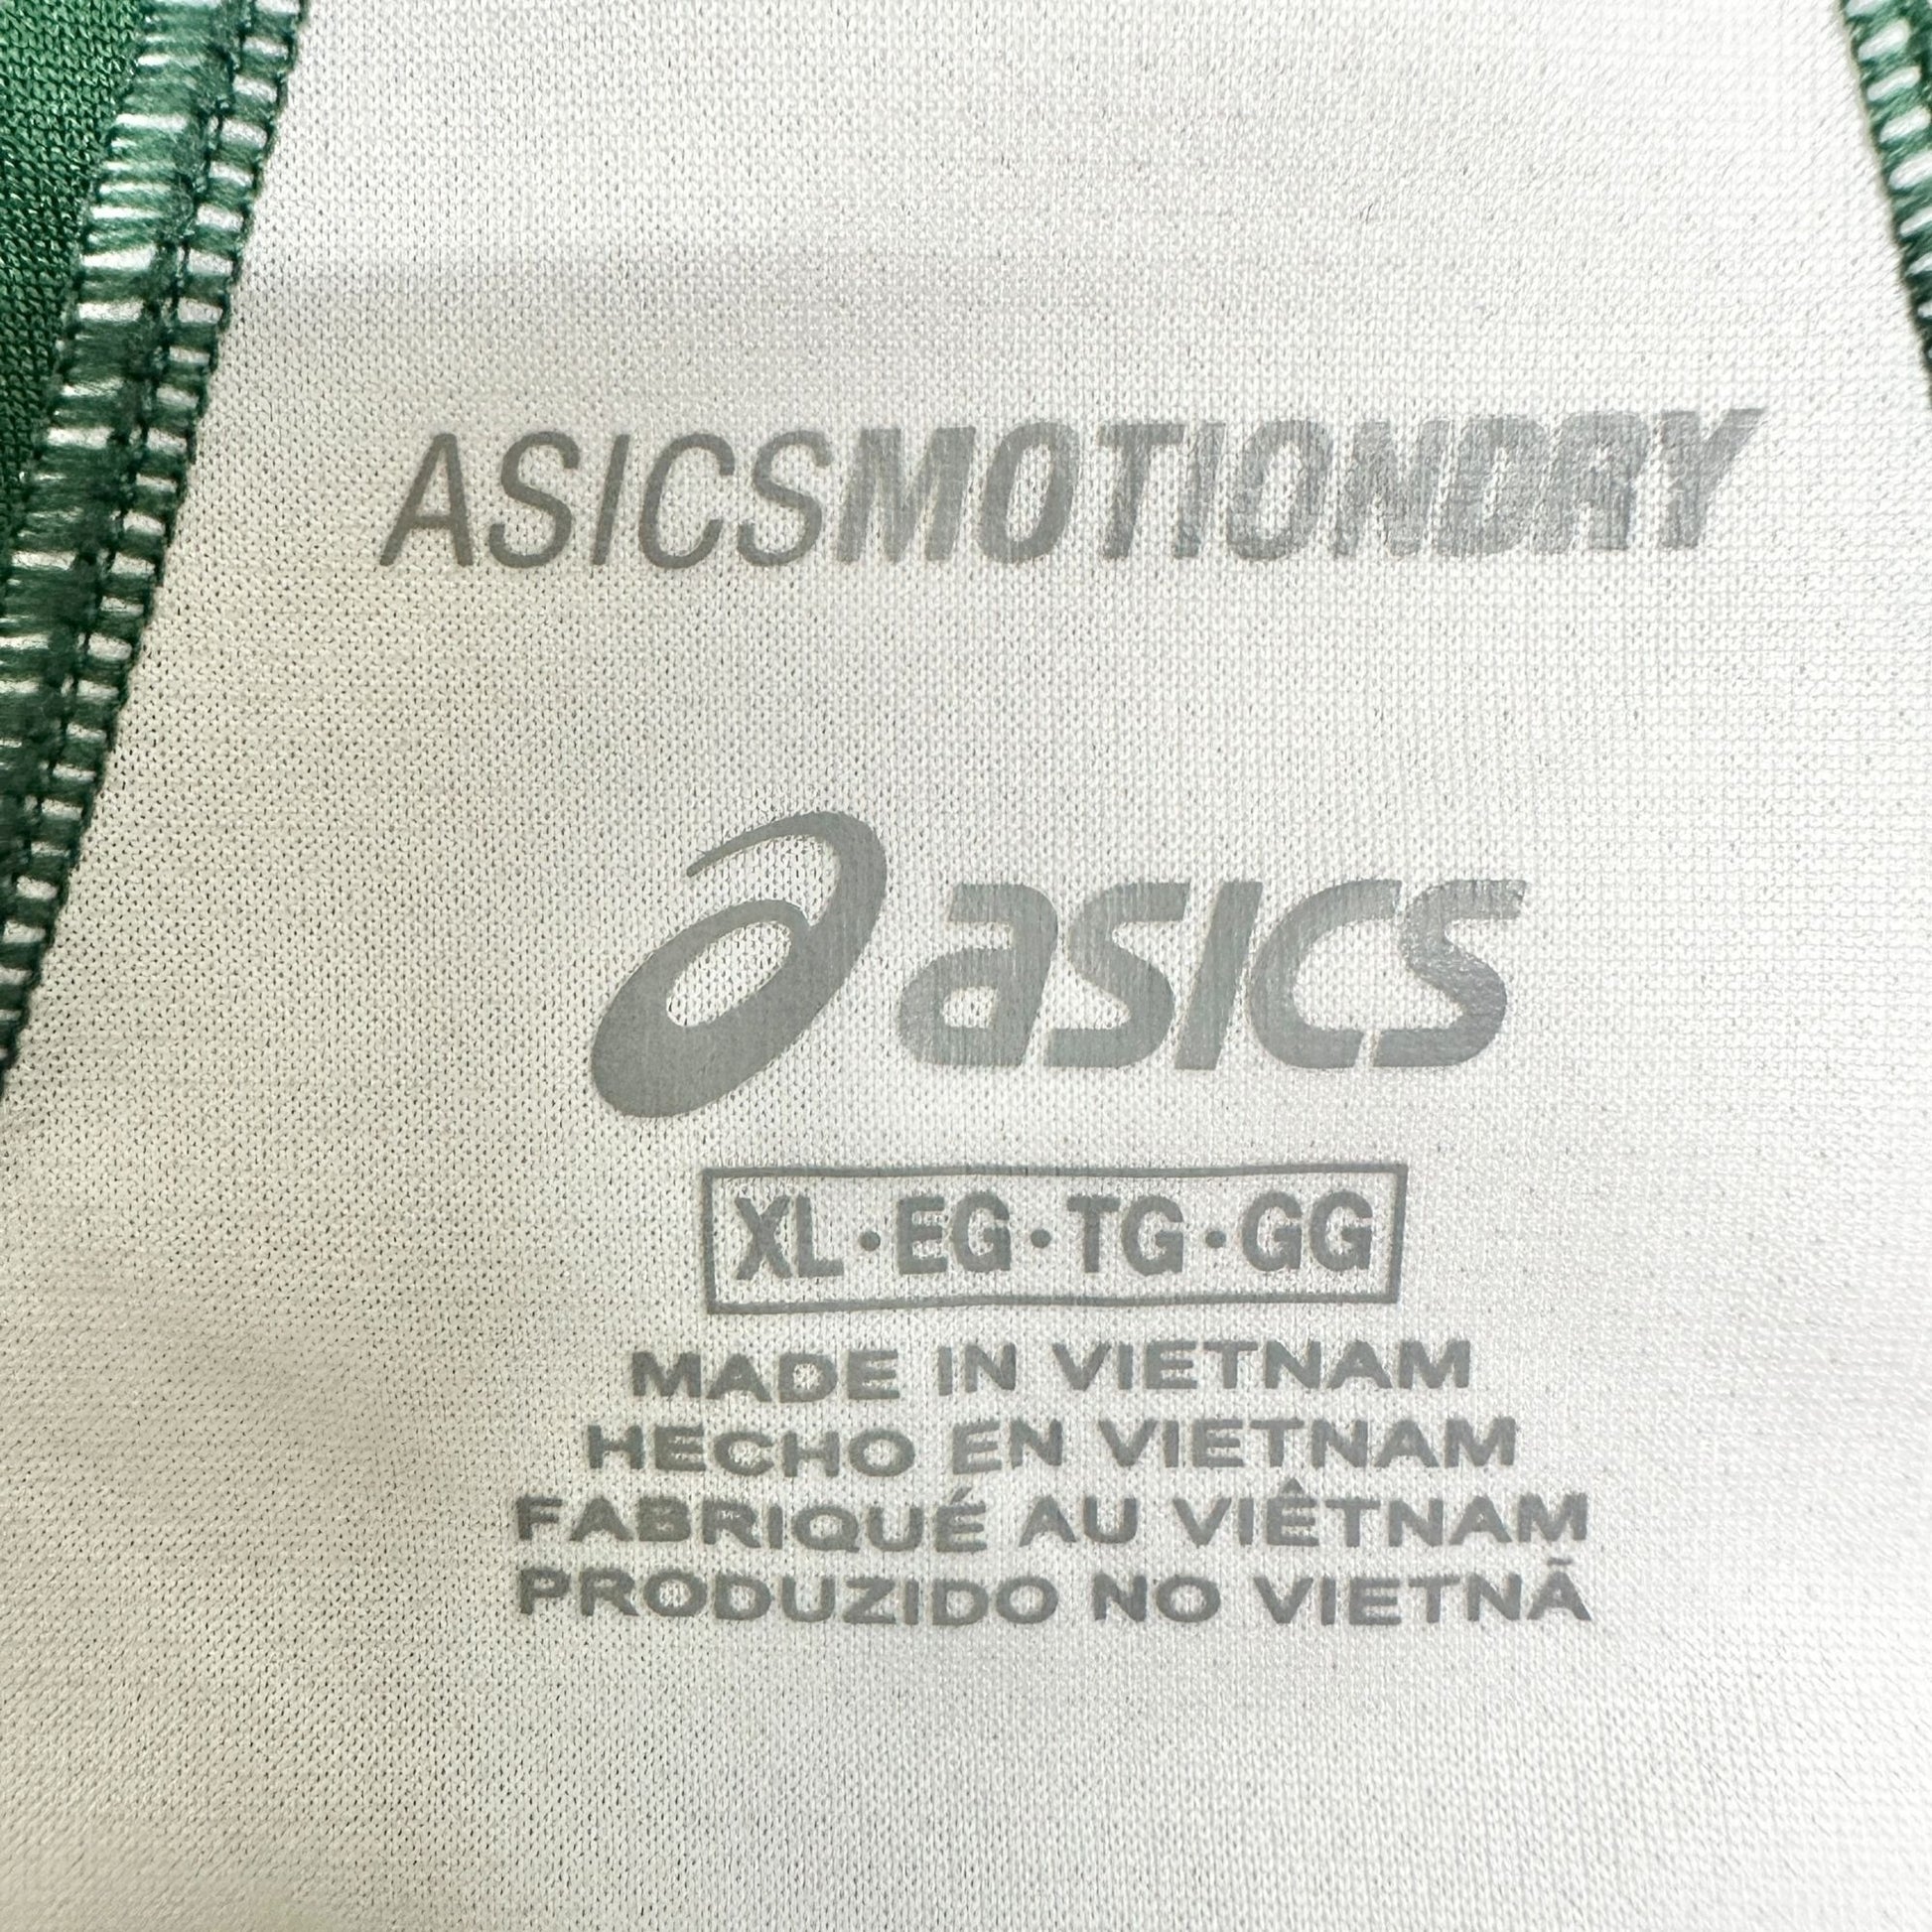 ASICSMOTIONDRY
asics
XL·EG·TG·GG
MADE IN VIETNAM
HECHO EN VIETNAM
FABRIQUÉ AU VIÊTNAM
PRODUZIDO NO VIETNÃ